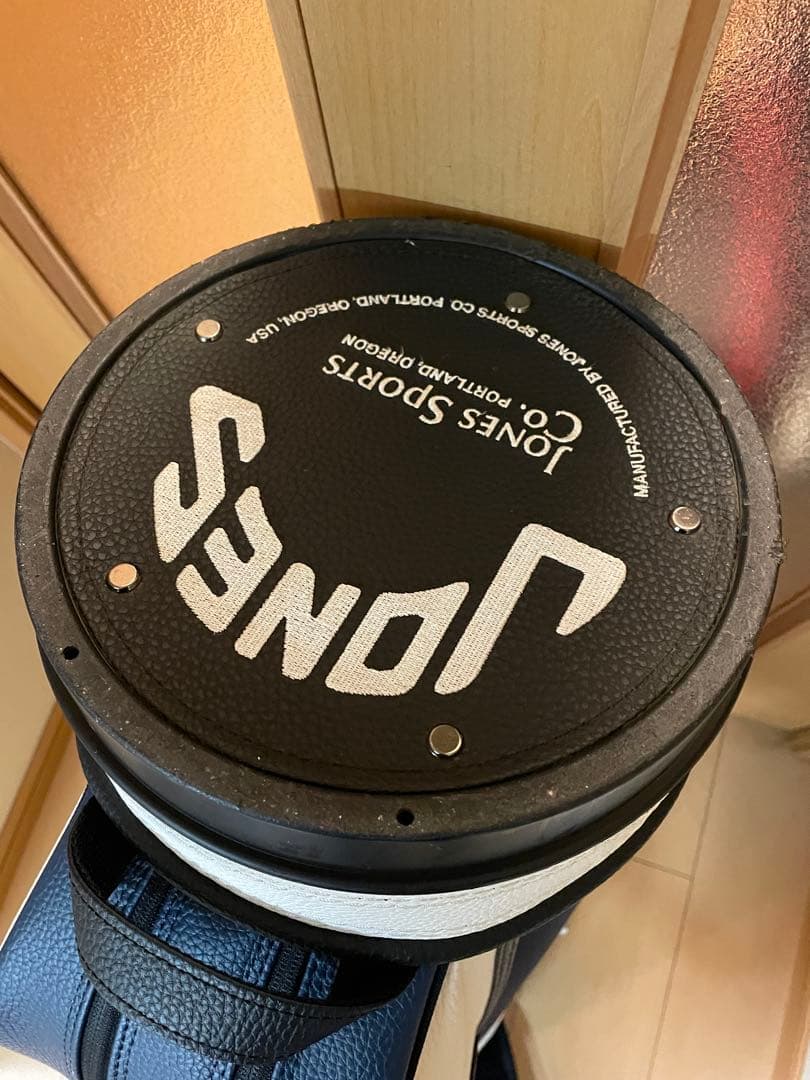 JONES
JONES SPORTS
CO. PORTLAND, OREGON
MANUFACTURED BY JONES SPORTS CO. PORTLAND, OREGON, USA